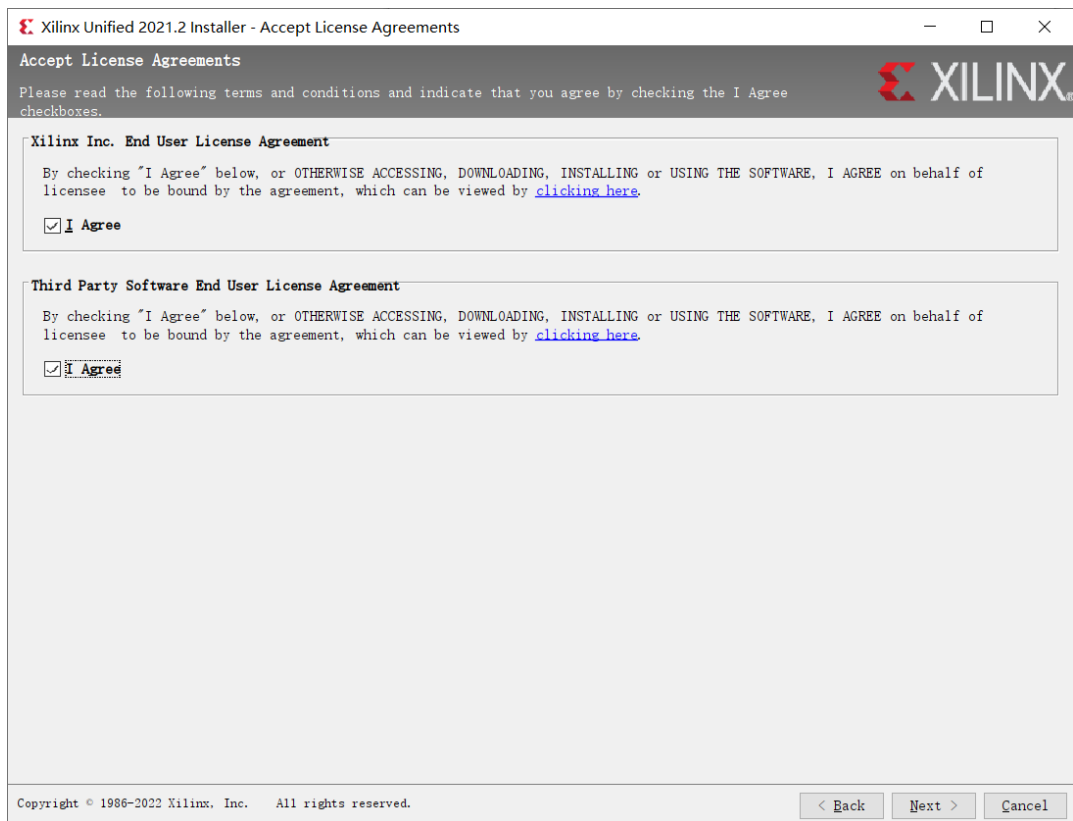 Xilinx Unified 2021.2 Installer - Accept License Agreements
Accept License Agreements
Please read the following terms and conditions and indicate that you agree by checking the I Agree
checkboxes.
XILINX®
Xilinx Inc. End User License Agreement
By checking "I Agree" below, or OTHERWISE ACCESSING, DOWNLOADING, INSTALLING or USING THE SOFTWARE, I AGREE on behalf of
licensee to be bound by the agreement, which can be viewed by clicking here.
I Agree
Third Party Software End User License Agreement
By checking "I Agree" below, or OTHERWISE ACCESSING, DOWNLOADING, INSTALLING or USING THE SOFTWARE, I AGREE on behalf of
licensee to be bound by the agreement, which can be viewed by clicking here.
I Agree
Copyright © 1986-2022 Xilinx, Inc. All rights reserved.
< Back Next > Cancel